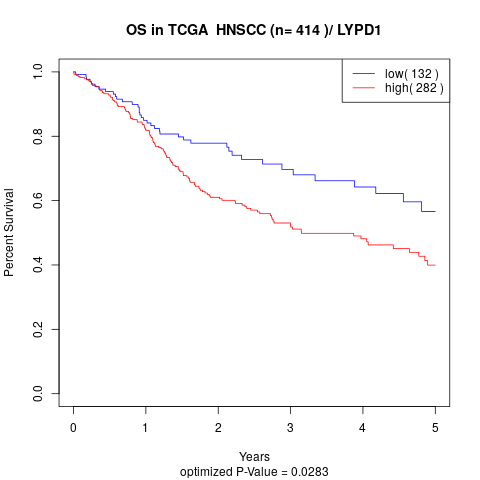 OS in TCGA  HNSCC (n= 414 )/ LYPD1
low( 132 )
high( 282 )
Percent Survival
1.0
0.8
0.6
0.4
0.2
0.0
0 1 2 3 4 5
Years
optimized P-Value = 0.0283